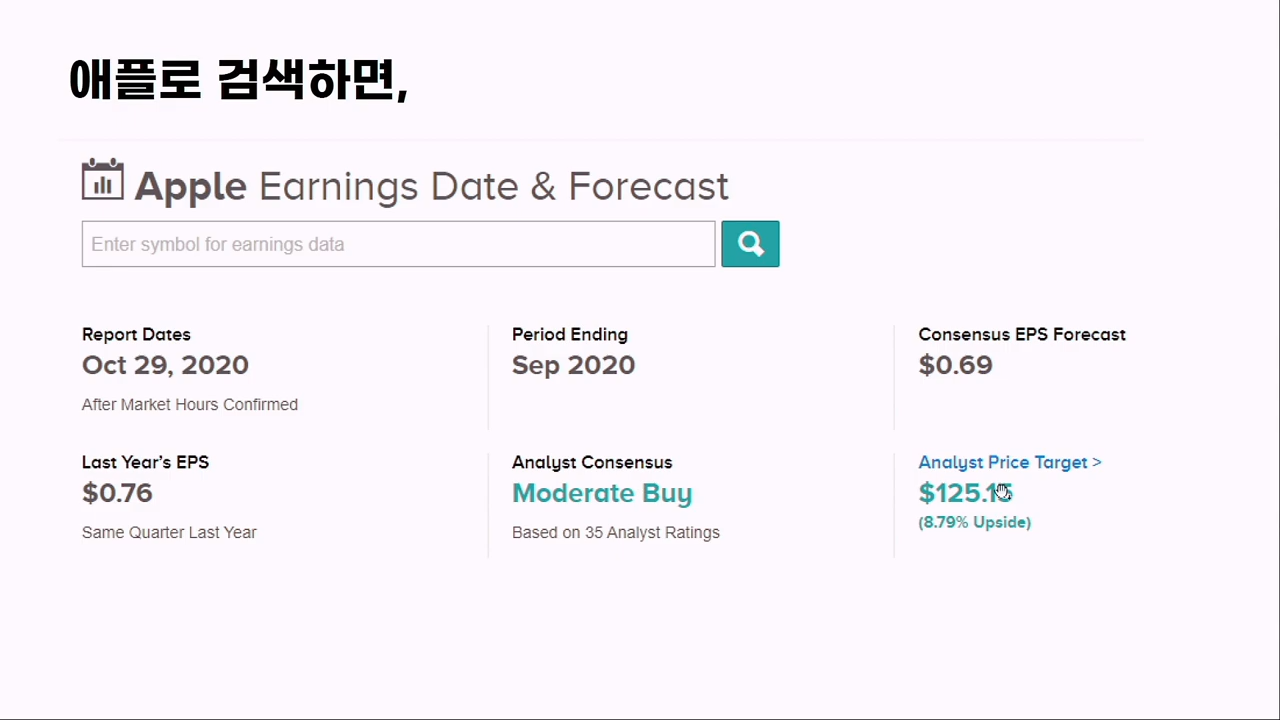 애플로 검색하면,
Apple Earnings Date & Forecast
Enter symbol for earnings data
Report Dates
Oct 29, 2020
After Market Hours Confirmed
Period Ending
Sep 2020
Consensus EPS Forecast
$0.69
Last Year’s EPS
$0.76
Same Quarter Last Year
Analyst Consensus
Moderate Buy
Based on 35 Analyst Ratings
Analyst Price Target >
(8.79% Upside)